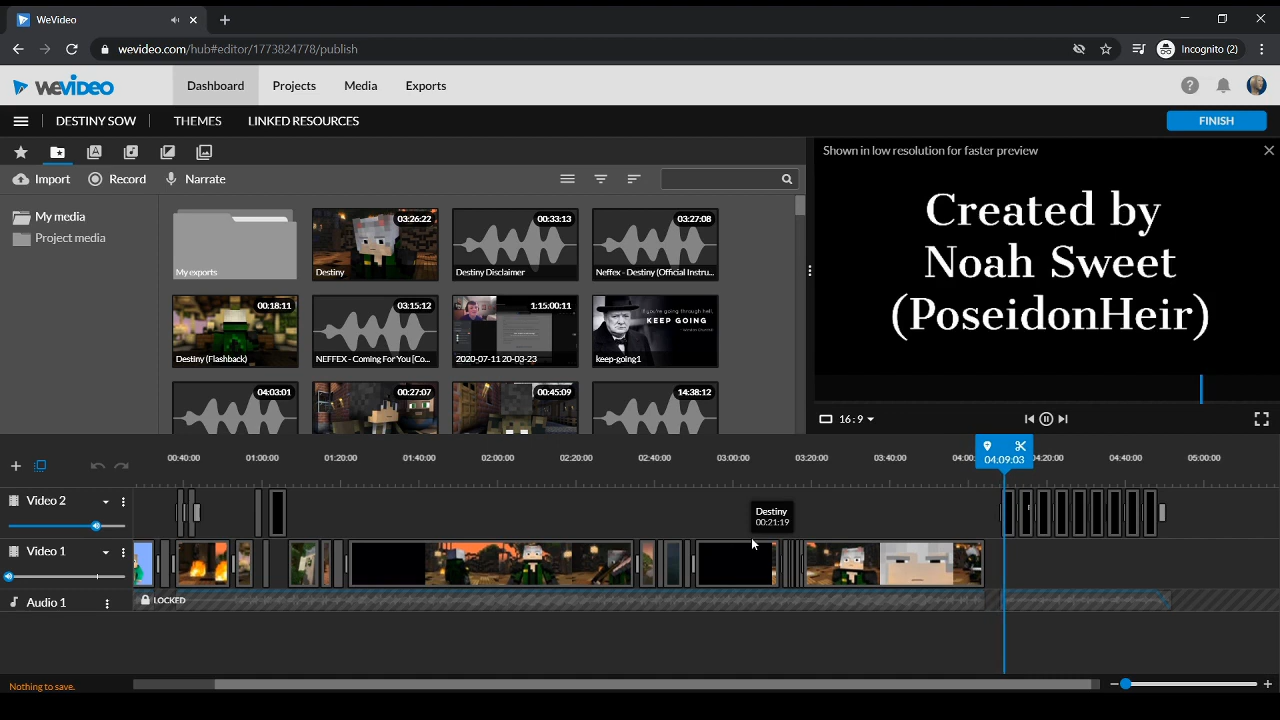 WeVideo
wevideo.com/hub#editor/1773824778/publish
Incognito (2)
WEVIDEO
Dashboard
Projects
Media
Exports
DESTINY SOW
THEMES
LINKED RESOURCES
FINISH
Import
Record
Narrate
My media
Project media
My exports
03:26:22
Destiny
00:33:13
Destiny Disclaimer
03:27:08
Neffex - Destiny (Official Instru...
00:18:11
Destiny (Flashback)
03:15:12
NEFFEX - Coming For You [Co...
1:15:00:11
2020-07-11 20-03-23
If you're going through hell,
KEEP GOING
keep-going1
04:03:01
00:27:07
00:45:09
14:38:12
Shown in low resolution for faster preview
Created by
Noah Sweet
(PoseidonHeir)
16:9
00:40:00
01:00:00
01:20:00
01:40:00
02:00:00
02:20:00
02:40:00
03:00:00
03:20:00
03:40:00
04:00:
04:09:03
04:20:00
04:40:00
05:00:00
Video 2
Destiny
00:21:19
Video 1
Audio 1
LOCKED
Nothing to save.